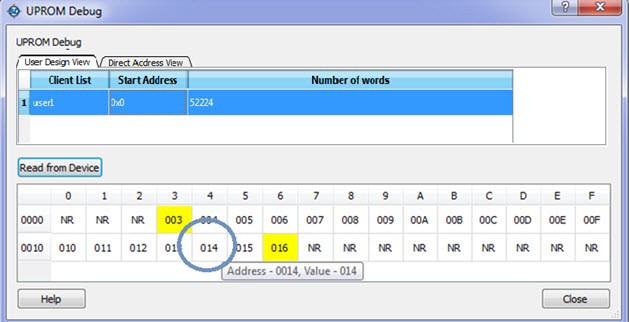 UPROM Debug
?
UPROM Debug
User Design View Direct Address View
Client List Start Address Number of words
1 user1 0x0 52224
Read from Device
0 1 2 3 4 5 6 7 8 9 A B C D E F
0000 NR NR NR 003 004 005 006 007 008 009 00A 00B 00C 00D 00E 00F
0010 010 011 012 013 014 015 016 NR NR NR NR NR NR NR NR NR
Address - 0014, Value - 014
Help Close